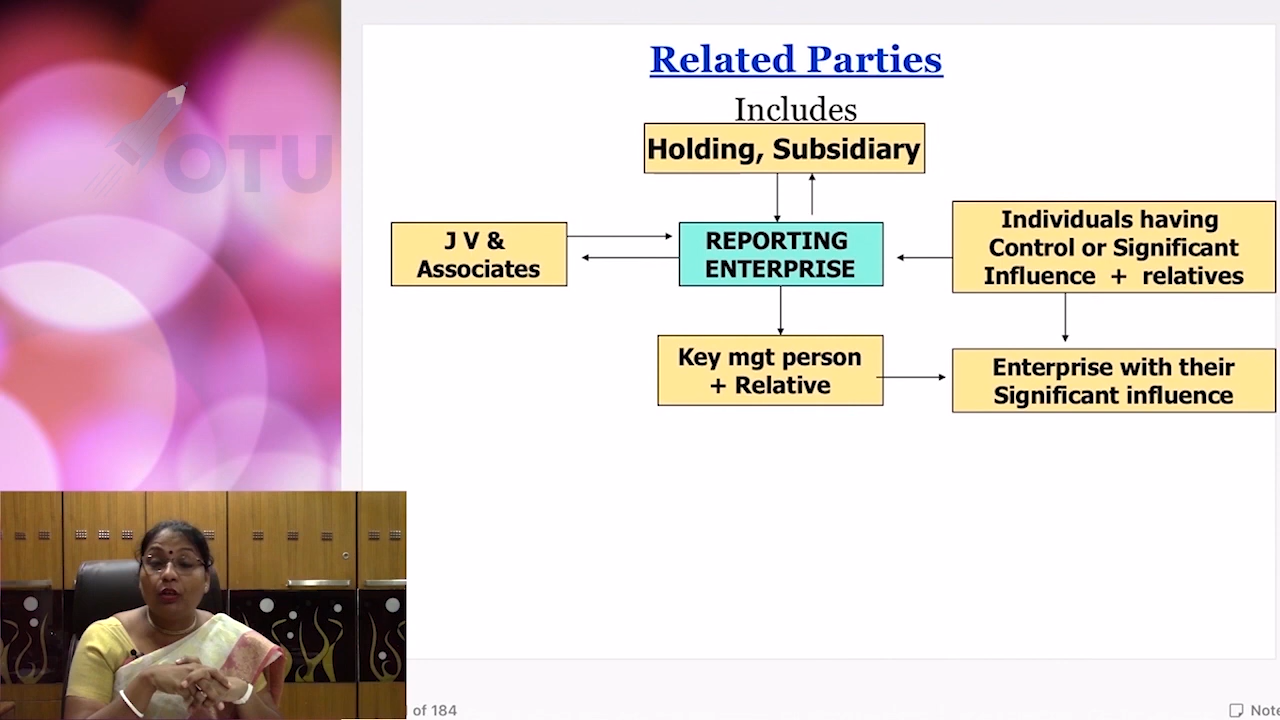 Related Parties
Includes
Holding, Subsidiary
J V &
Associates
REPORTING
ENTERPRISE
Individuals having
Control or Significant
Influence + relatives
Key mgt person
+ Relative
Enterprise with their
Significant influence
OTU
of 184
Note